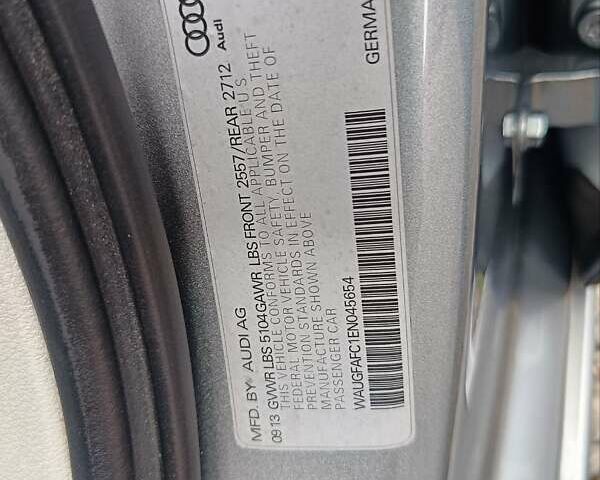 MFD. BY AUDI AG
Audi
09 13 GVWR LBS 5104 GAWR LBS FRONT 2557/REAR 2712
THIS VEHICLE CONFORMS TO ALL APPLICABLE U S
FEDERAL MOTOR VEHICLE SAFETY, BUMPER AND THEFT
PREVENTION STANDARDS IN EFFECT ON THE DATE OF
MANUFACTURE SHOWN ABOVE
PASSENGER CAR
WAUGFAFC1EN045654
GERMA